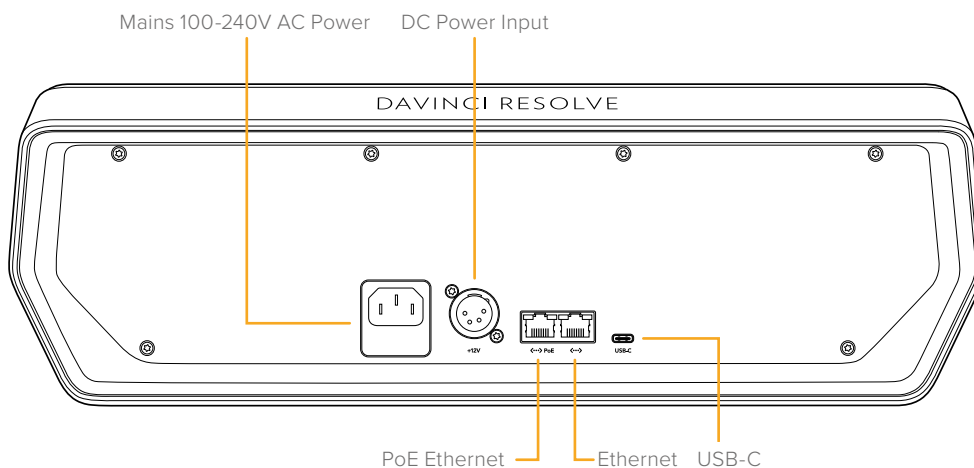 Mains 100-240V AC Power DC Power Input
DAVINCI RESOLVE
+12V <···> PoE <···> USB-C
PoE Ethernet Ethernet USB-C